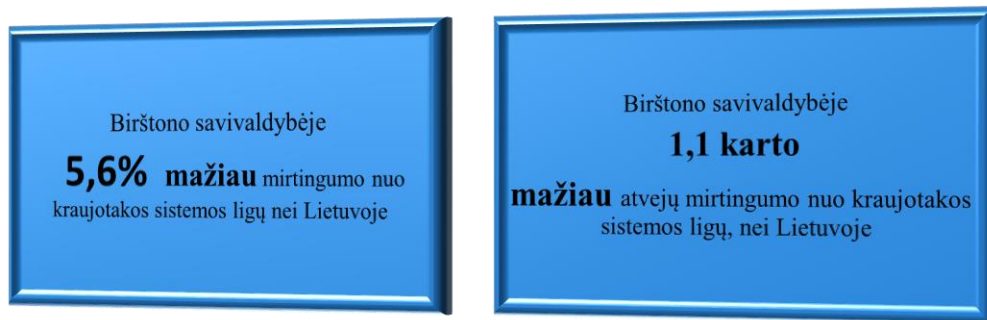 Birštono savivaldybėje
5,6% mažiau mirtingumo nuo
kraujotakos sistemos ligų nei Lietuvoje
Birštono savivaldybėje
1,1 karto
mažiau atvejų mirtingumo nuo kraujotakos
sistemos ligų, nei Lietuvoje